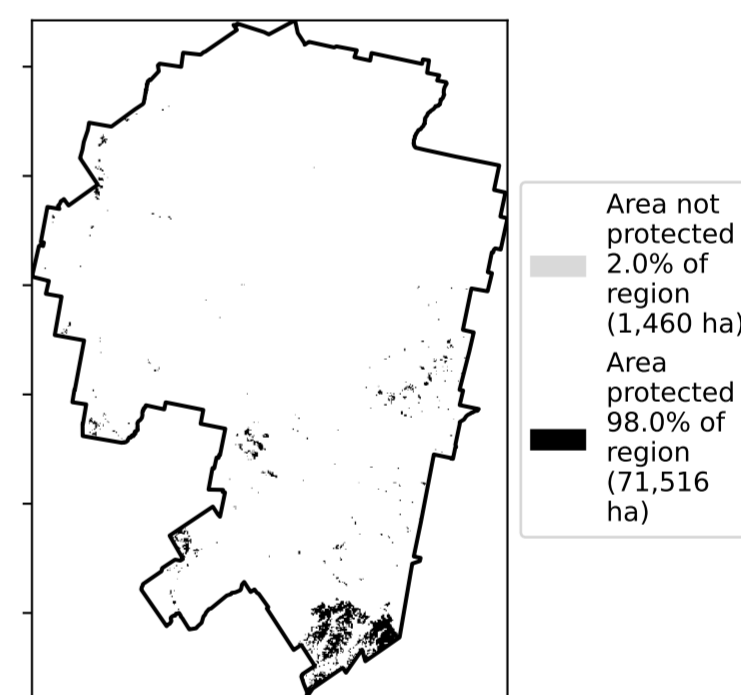 Area not
protected
2.0% of
region
(1,460 ha)
Area
protected
98.0% of
region
(71,516
ha)